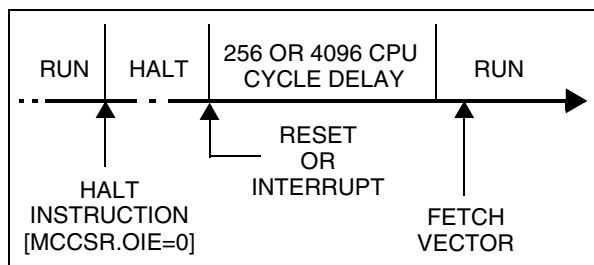 RUN
HALT
256 OR 4096 CPU
CYCLE DELAY
RUN
RESET
OR
INTERRUPT
HALT
INSTRUCTION
[MCCSR.OIE=0]
FETCH
VECTOR